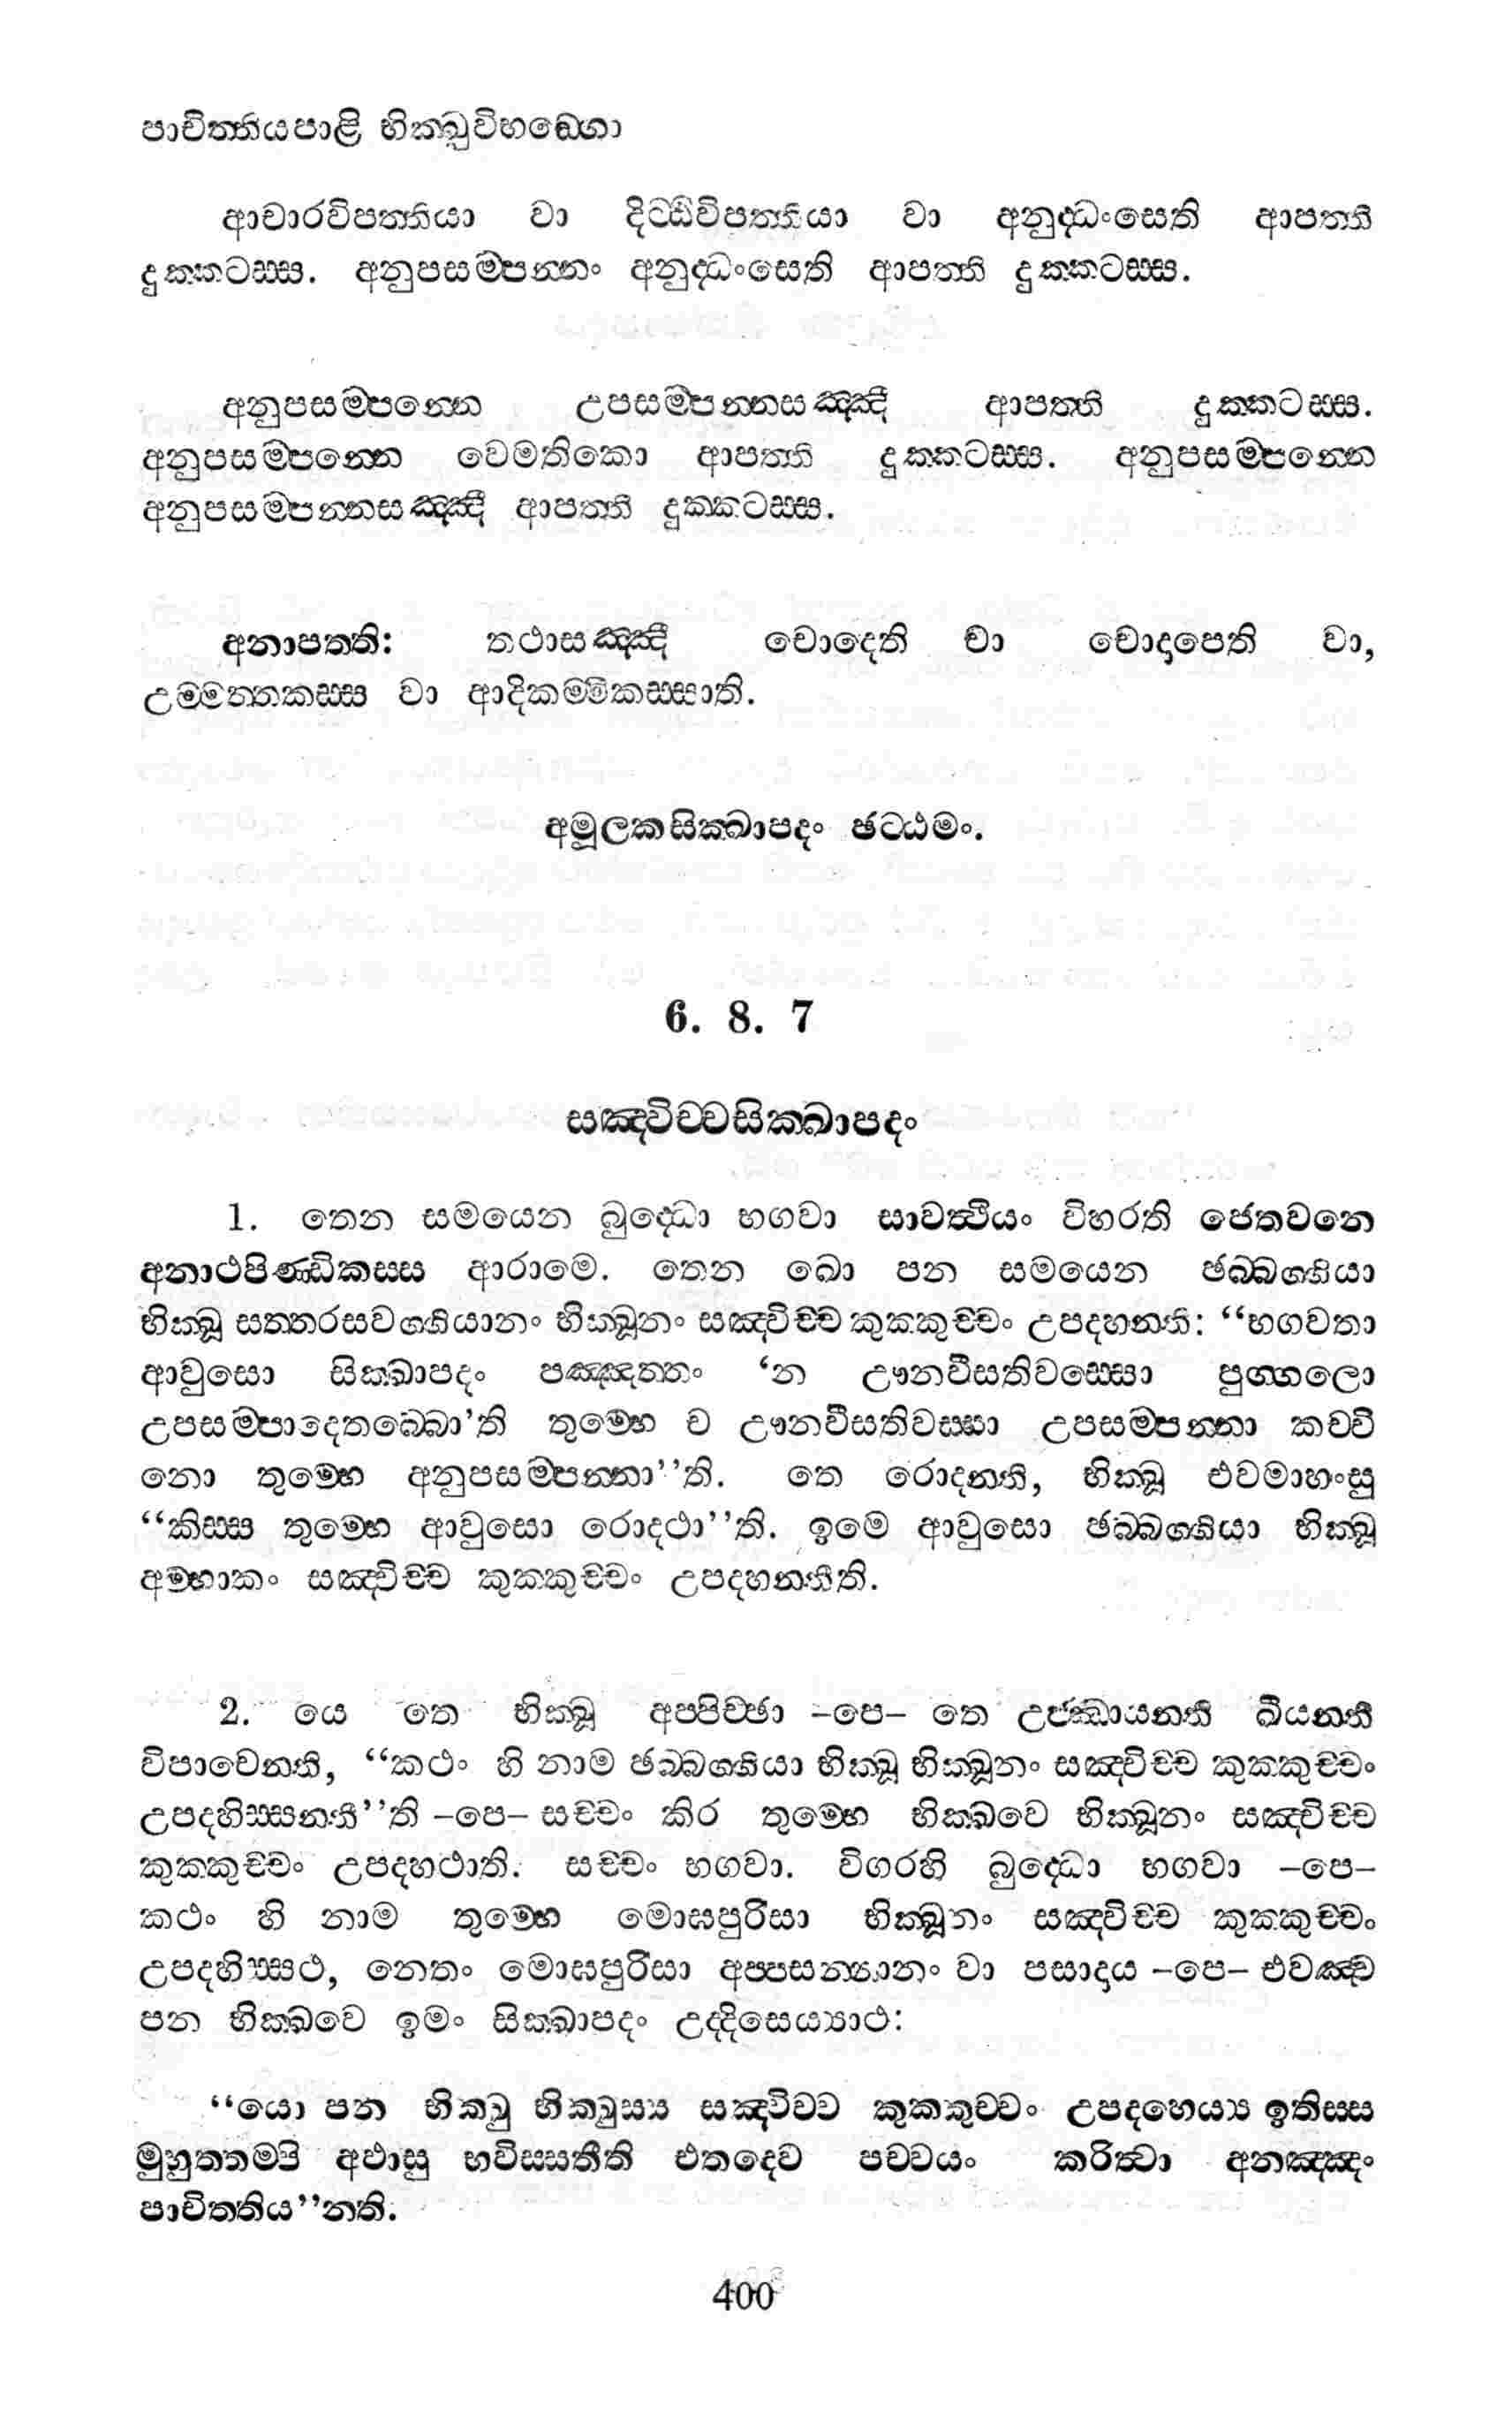 පාචිත්තියපාළි භික්ඛුවිභඞ්ගො
ආචාරවිපත්තියා වා දිට්ඨිවිපත්තියා වා අනුද්ධංසෙති ආපත්ති
දුක්කටස්ස. අනුපසම්පන්නං අනුද්ධංසෙති ආපත්ති දුක්කටස්ස.
අනුපසම්පන්නෙ උපසම්පන්නසඤ්ඤී ආපත්ති දුක්කටස්ස.
අනුපසම්පන්නෙ වෙමතිකො ආපත්ති දුක්කටස්ස. අනුපසම්පන්නෙ
අනුපසම්පන්නසඤ්ඤී ආපත්ති දුක්කටස්ස.
අනාපත්ති: තථාසඤ්ඤී චොදෙති වා චොදාපෙති වා,
උම්මත්තකස්ස වා ආදිකම්මිකස්සාති.
අමූලකසික්ඛාපදං ඡට්ඨමං.
6. 8. 7
සඤ්චිච්චසික්ඛාපදං
1. තෙන සමයෙන බුද්ධො භගවා සාවත්ථියං විහරති ජෙතවනෙ
අනාථපිණ්ඩිකස්ස ආරාමෙ. තෙන ඛො පන සමයෙන ඡබ්බග්ගියා
භික්ඛූ සත්තරසවග්ගියානං භික්ඛූනං සඤ්චිච්ච කුක්කුච්චං උපදහන්ති: “භගවතා
ආවුසො සික්ඛාපදං පඤ්ඤත්තං ‘න ඌනවීසතිවස්සො පුග්ගලො
උපසම්පාදෙතබ්බො’ති තුම්හෙ ච ඌනවීසතිවස්සා උපසම්පන්නා කච්චි
නො තුම්හෙ අනුපසම්පන්නා’’ති. තෙ රොදන්ති, භික්ඛූ එවමාහංසු
“කිස්ස තුම්හෙ ආවුසො රොදථා’’ති. ඉමෙ ආවුසො ඡබ්බග්ගියා භික්ඛූ
අම්හාකං සඤ්චිච්ච කුක්කුච්චං උපදහන්තීති.
2. යෙ තෙ භික්ඛූ අප්පිච්ඡා –පෙ– තෙ උජ්ඣායන්ති ඛීයන්ති
විපාචෙන්ති, “කථං හි නාම ඡබ්බග්ගියා භික්ඛූ භික්ඛූනං සඤ්චිච්ච කුක්කුච්චං
උපදහිස්සන්තී’’ති –පෙ– සච්චං කිර තුම්හෙ භික්ඛවෙ භික්ඛූනං සඤ්චිච්ච
කුක්කුච්චං උපදහථාති. සච්චං භගවා. විගරහි බුද්ධො භගවා –පෙ–
කථං හි නාම තුම්හෙ මොඝපුරිසා භික්ඛූනං සඤ්චිච්ච කුක්කුච්චං
උපදහිස්සථ, නෙතං මොඝපුරිසා අප්පසන්නානං වා පසාදාය –පෙ– එවඤ්ච
පන භික්ඛවෙ ඉමං සික්ඛාපදං උද්දිසෙය්‍යාථ:
“යො පන භික්ඛු භික්ඛුස්ස සඤ්චිච්ච කුක්කුච්චං උපදහෙය්‍ය ඉතිස්ස
මුහුත්තම්පි අඵාසු භවිස්සතීති එතදෙව පච්චයං කරිත්වා අනඤ්ඤං
පාචිත්තිය’’න්ති.
400